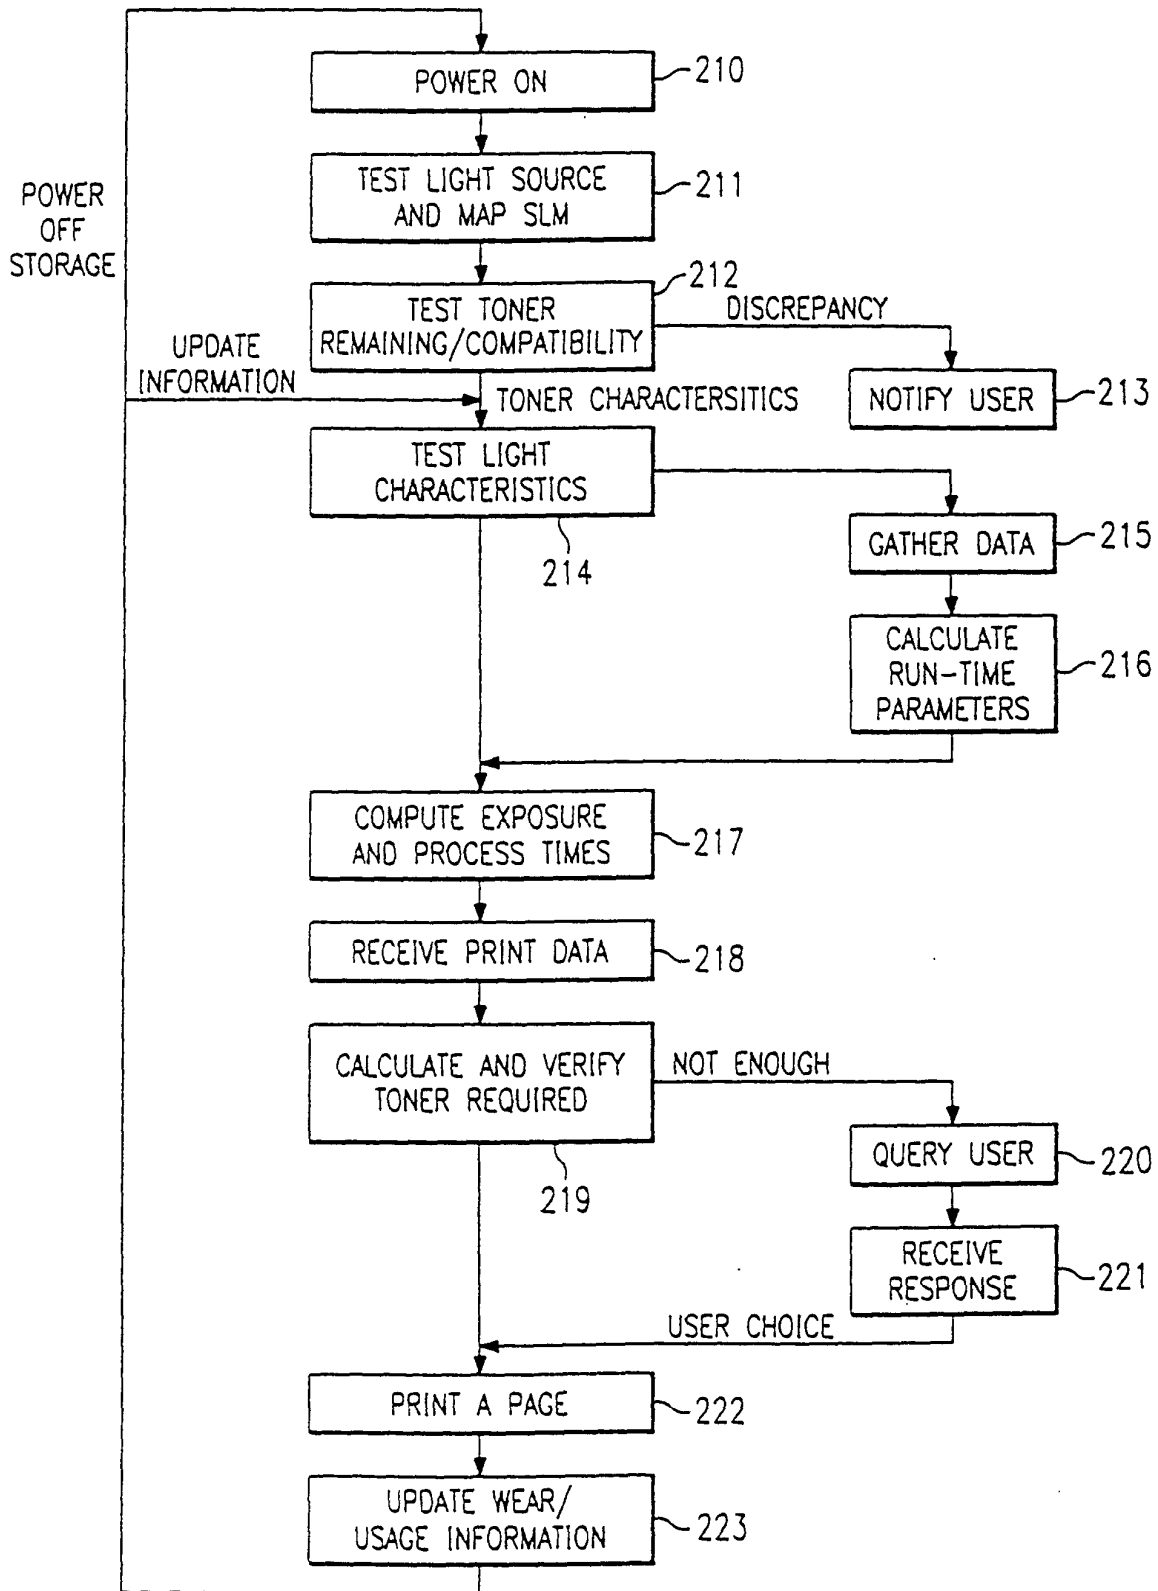 POWER ON
210
TEST LIGHT SOURCE
AND MAP SLM
211
POWER
OFF
STORAGE
212
TEST TONER
REMAINING/COMPATIBILITY
DISCREPANCY
UPDATE
INFORMATION
NOTIFY USER
213
TONER CHARACTERSITICS
TEST LIGHT
CHARACTERISTICS
214
GATHER DATA
215
CALCULATE
RUN-TIME
PARAMETERS
216
COMPUTE EXPOSURE
AND PROCESS TIMES
217
RECEIVE PRINT DATA
218
CALCULATE AND VERIFY
TONER REQUIRED
219
NOT ENOUGH
QUERY USER
220
RECEIVE
RESPONSE
221
USER CHOICE
PRINT A PAGE
222
UPDATE WEAR/
USAGE INFORMATION
223